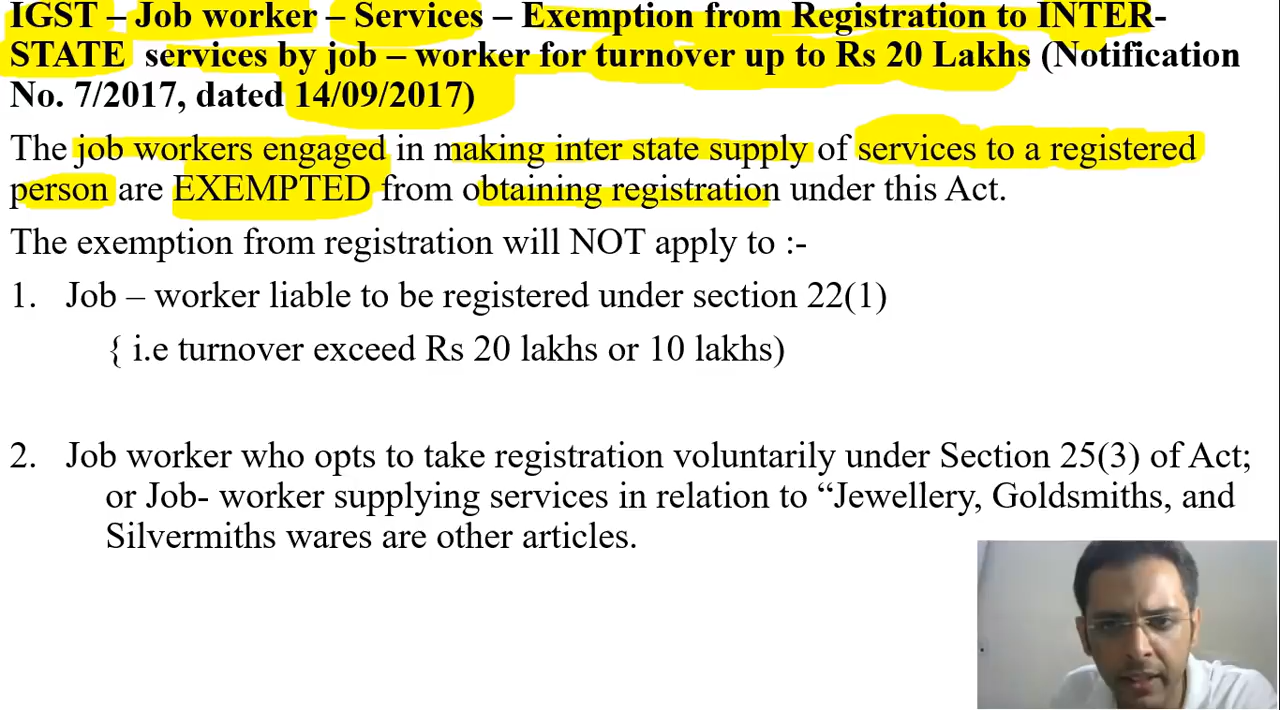 IGST – Job worker – Services – Exemption from Registration to INTER-
STATE services by job – worker for turnover up to Rs 20 Lakhs (Notification
No. 7/2017, dated 14/09/2017)
The job workers engaged in making inter state supply of services to a registered
person are EXEMPTED from obtaining registration under this Act.
The exemption from registration will NOT apply to :-
1. Job – worker liable to be registered under section 22(1)
{ i.e turnover exceed Rs 20 lakhs or 10 lakhs)
2. Job worker who opts to take registration voluntarily under Section 25(3) of Act;
or Job- worker supplying services in relation to “Jewellery, Goldsmiths, and
Silvermiths wares are other articles.